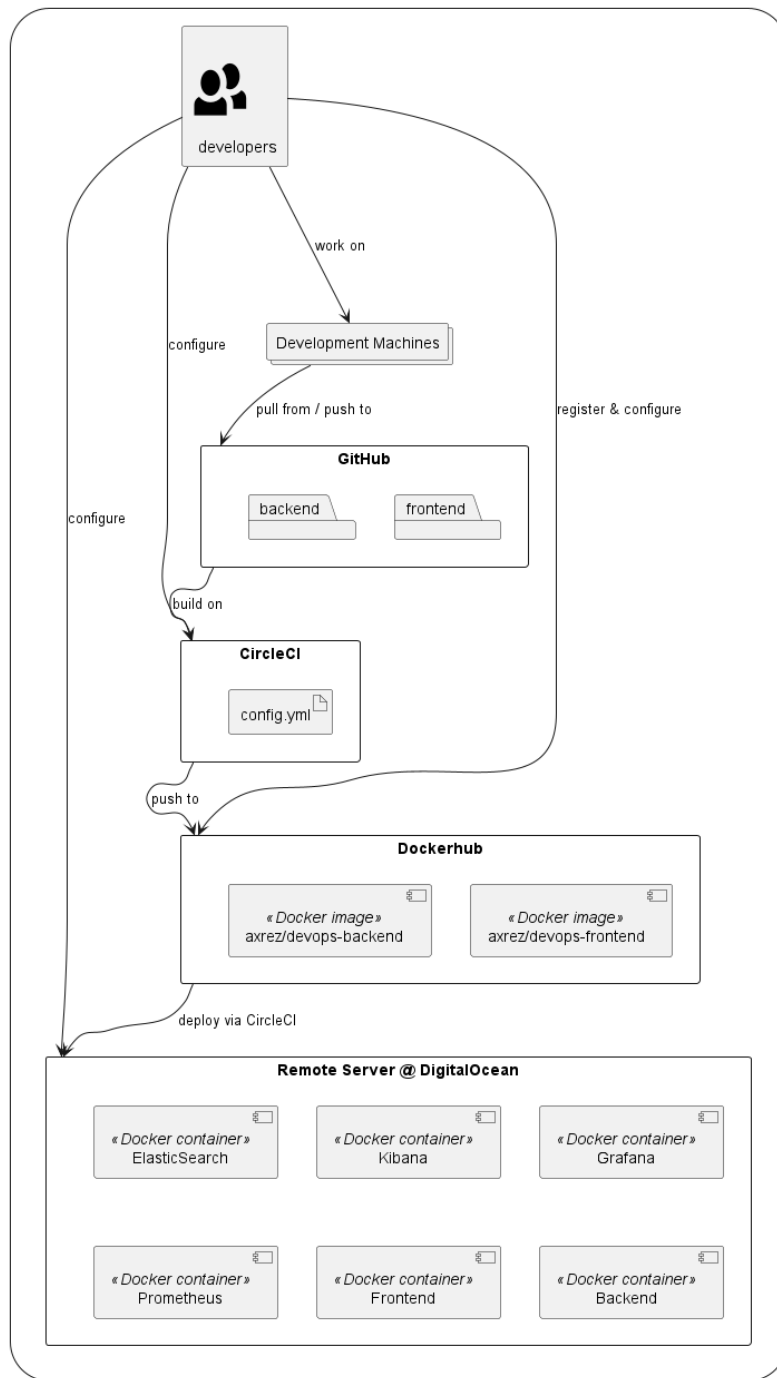 developers
work on
configure
Development Machines
pull from / push to
register & configure
GitHub
backend
frontend
configure
build on
CircleCI
config.yml
push to
Dockerhub
«Docker image»
axrez/devops-backend
«Docker image»
axrez/devops-frontend
deploy via CircleCI
Remote Server @ DigitalOcean
«Docker container»
ElasticSearch
«Docker container»
Kibana
«Docker container»
Grafana
«Docker container»
Prometheus
«Docker container»
Frontend
«Docker container»
Backend